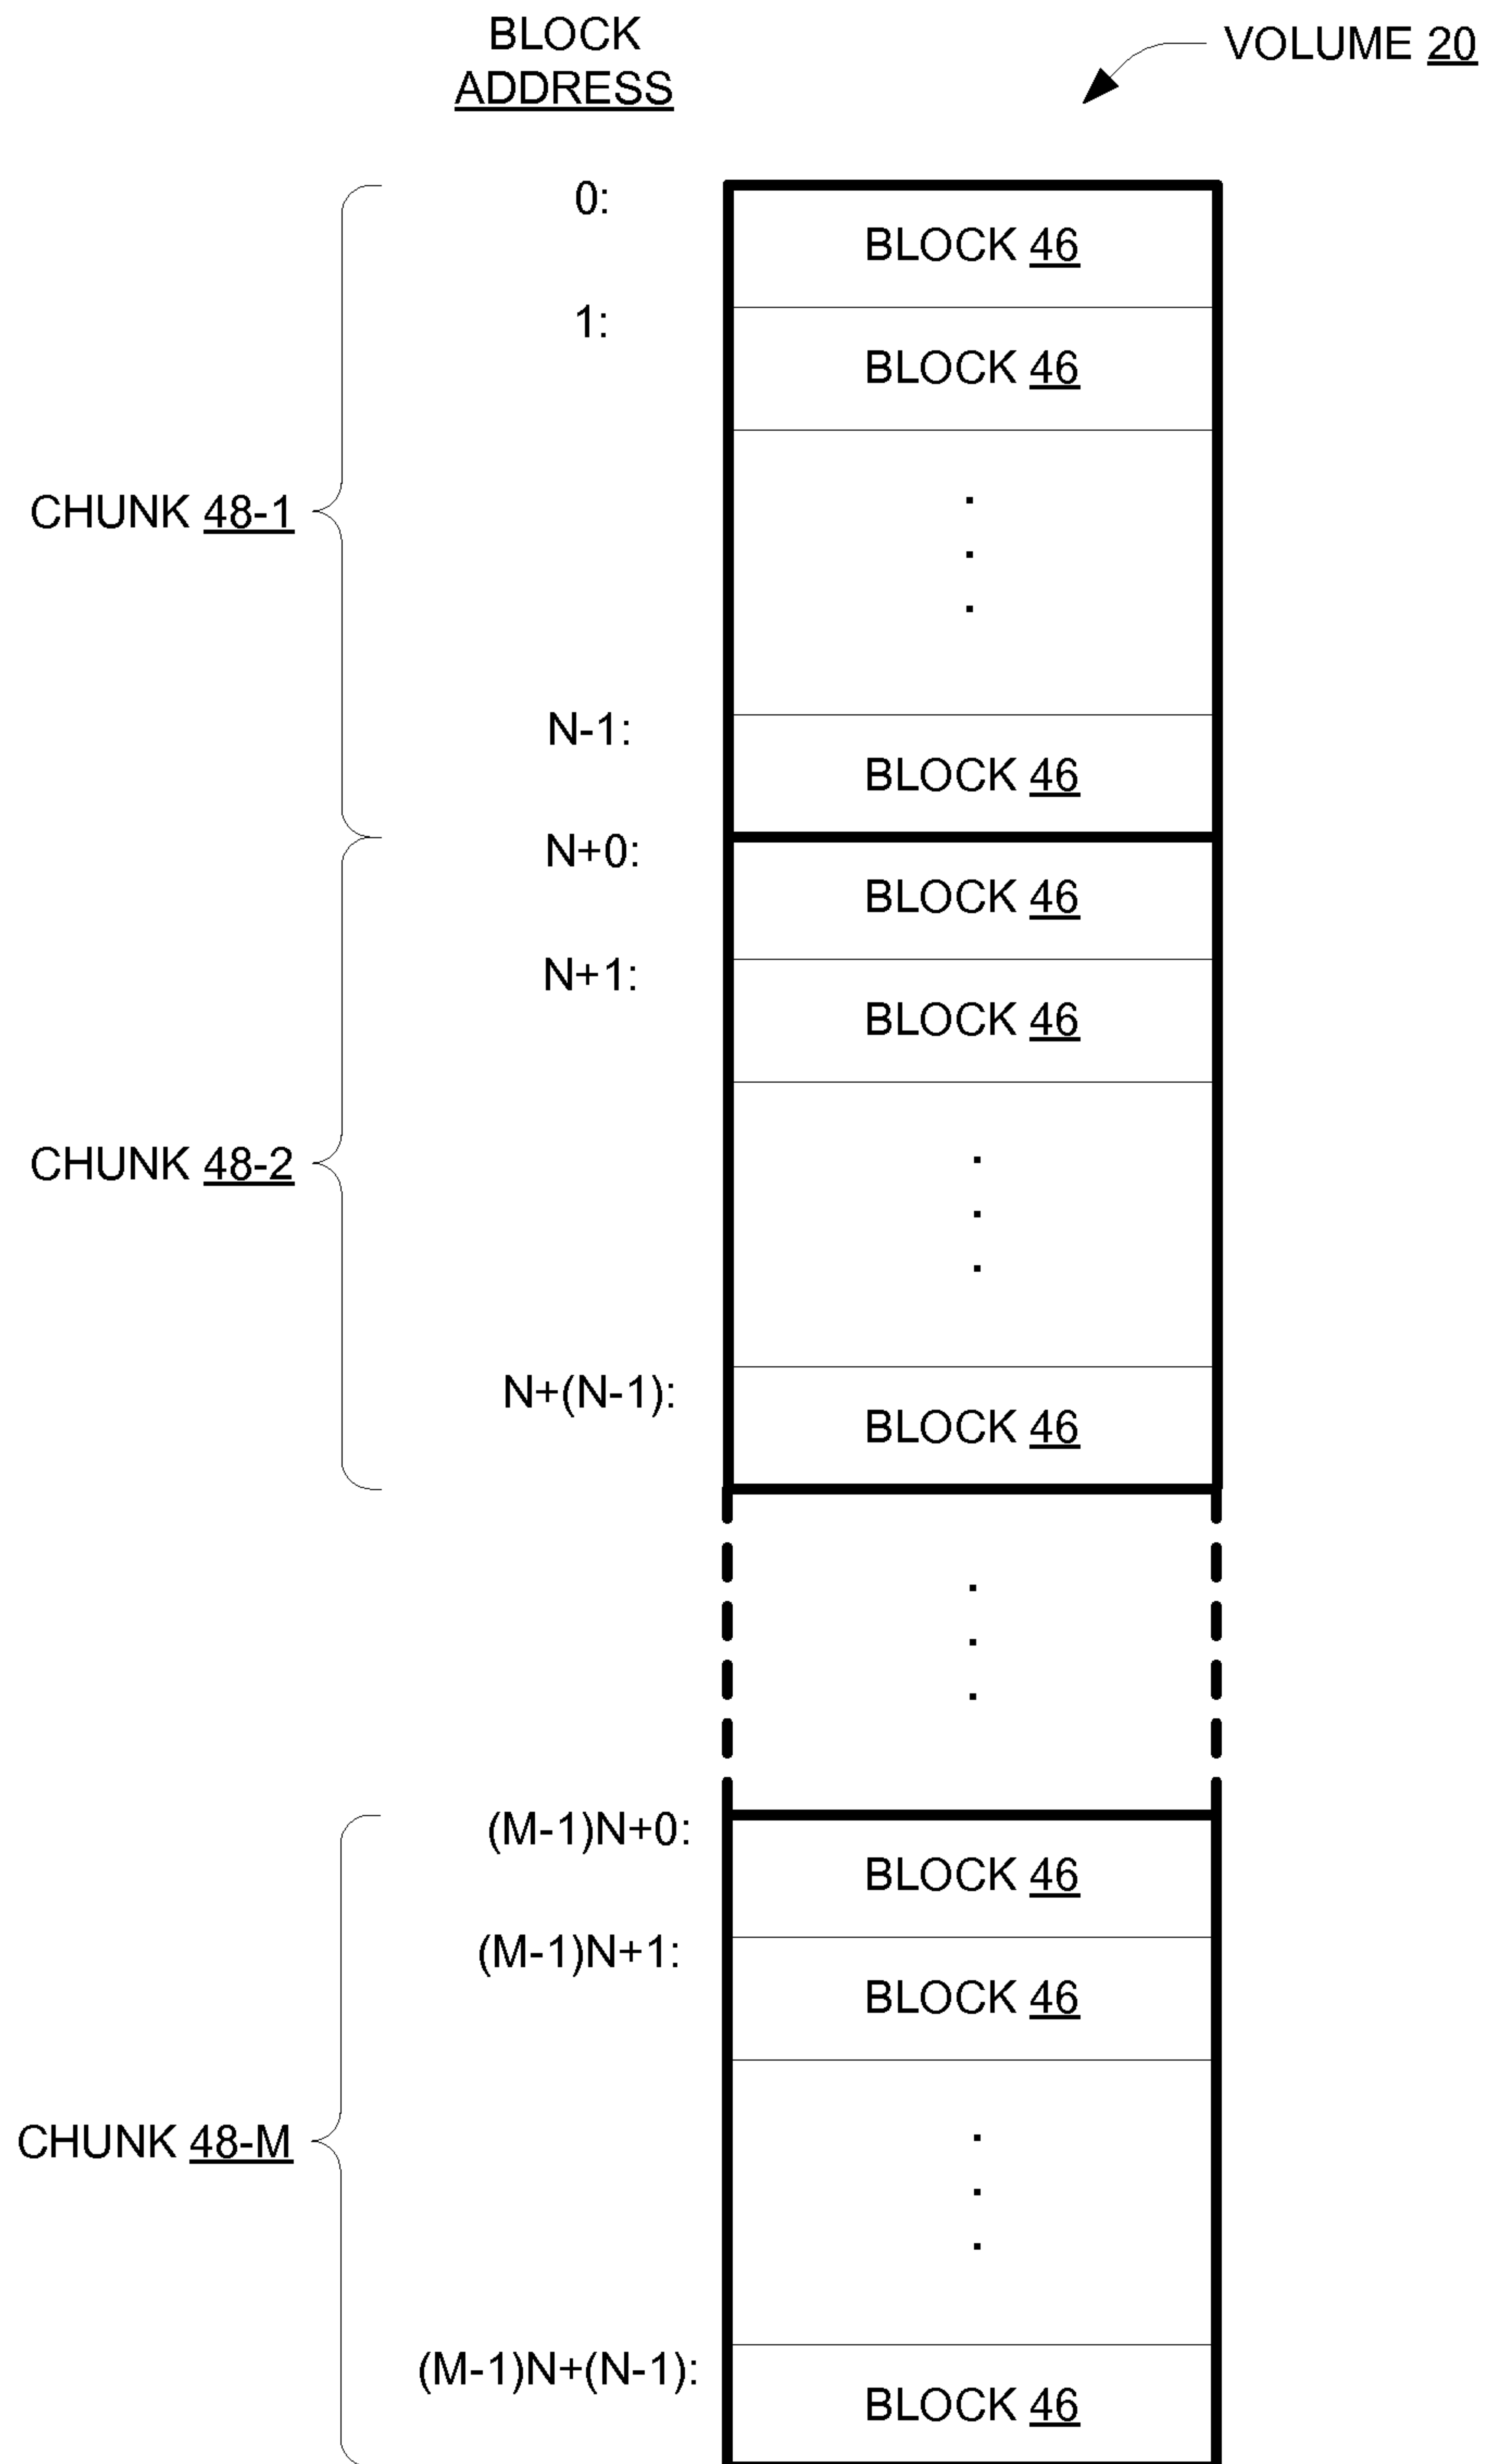 BLOCK
ADDRESS
VOLUME 20
0:
BLOCK 46
1:
BLOCK 46
CHUNK 48-1
N-1:
BLOCK 46
N+0:
BLOCK 46
N+1:
BLOCK 46
CHUNK 48-2
N+(N-1):
BLOCK 46
(M-1)N+0:
BLOCK 46
(M-1)N+1:
BLOCK 46
CHUNK 48-M
(M-1)N+(N-1):
BLOCK 46